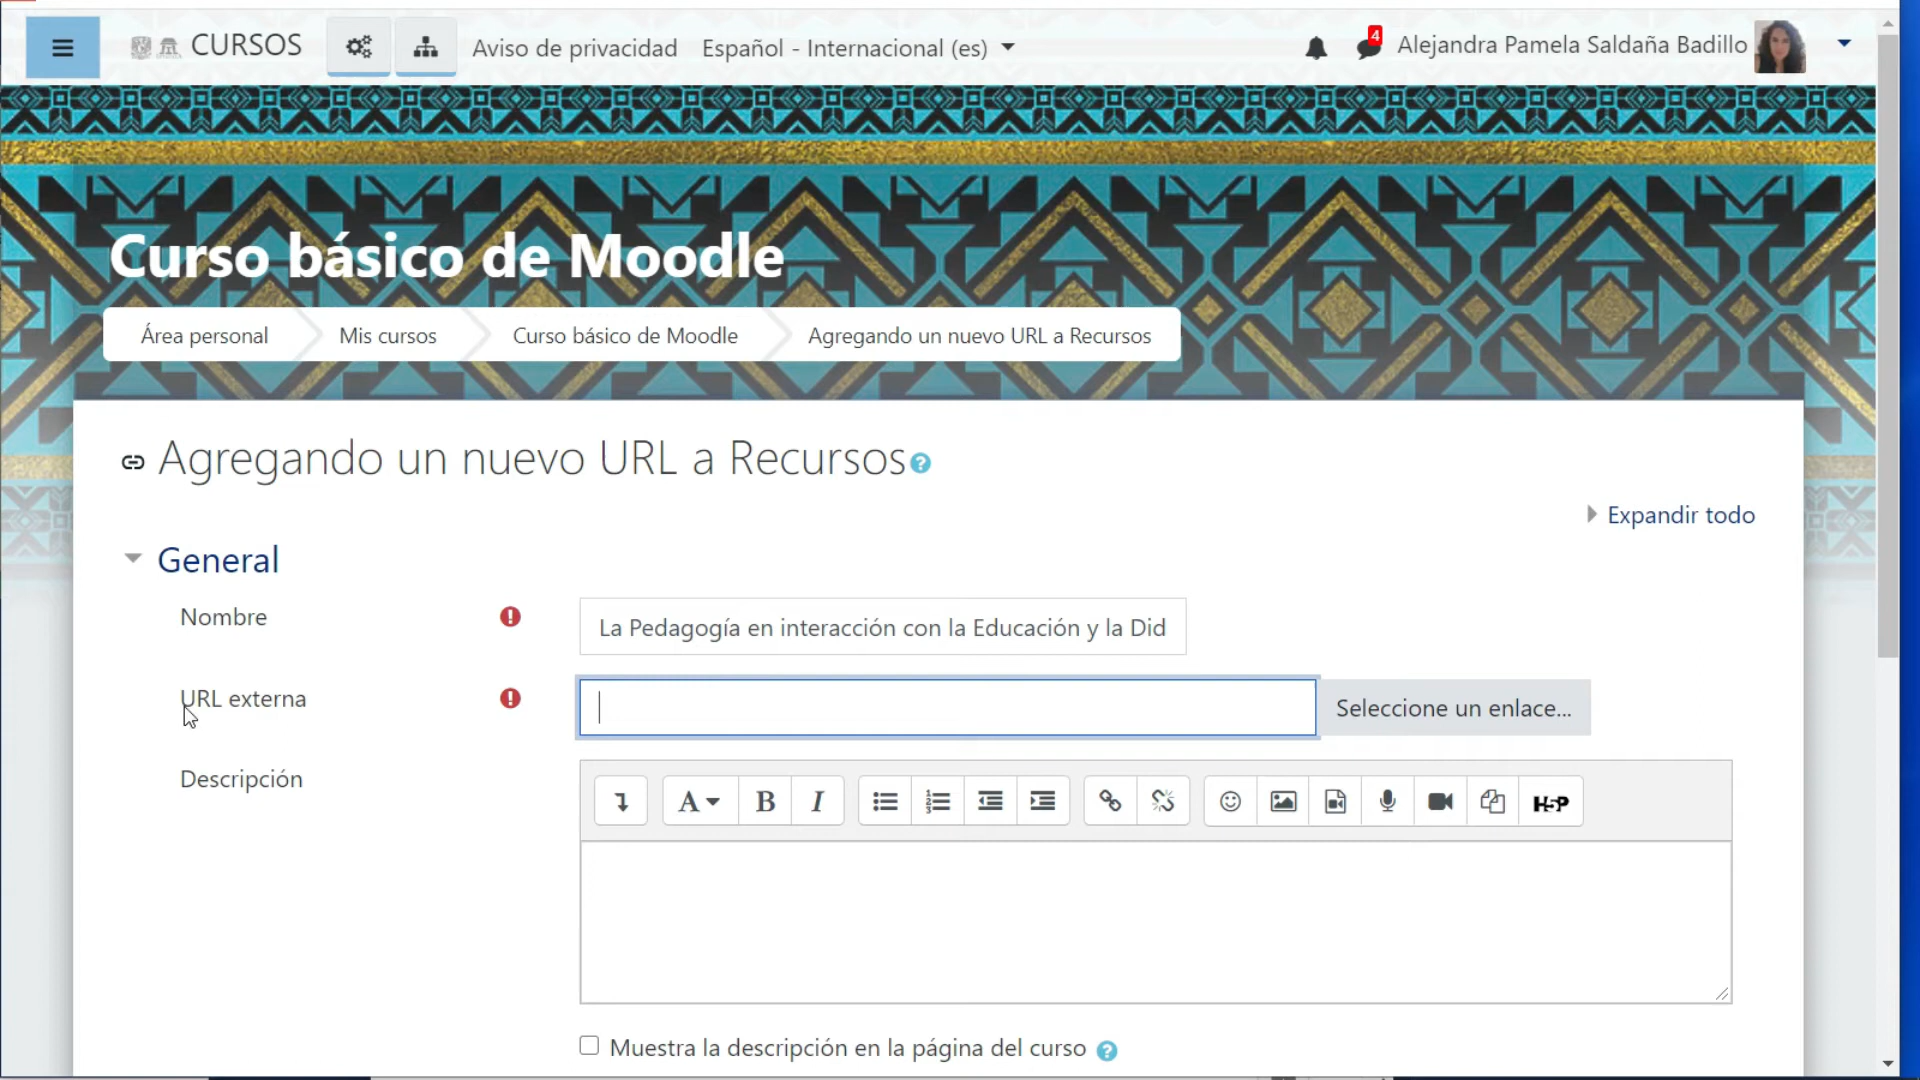 CURSOS
Aviso de privacidad
Español - Internacional (es)
4
Alejandra Pamela Saldaña Badillo
Curso básico de Moodle
Área personal
Mis cursos
Curso básico de Moodle
Agregando un nuevo URL a Recursos
Agregando un nuevo URL a Recursos
Expandir todo
General
Nombre
La Pedagogía en interacción con la Educación y la Did
URL externa
Seleccione un enlace...
Descripción
A B I
H5P
Muestra la descripción en la página del curso